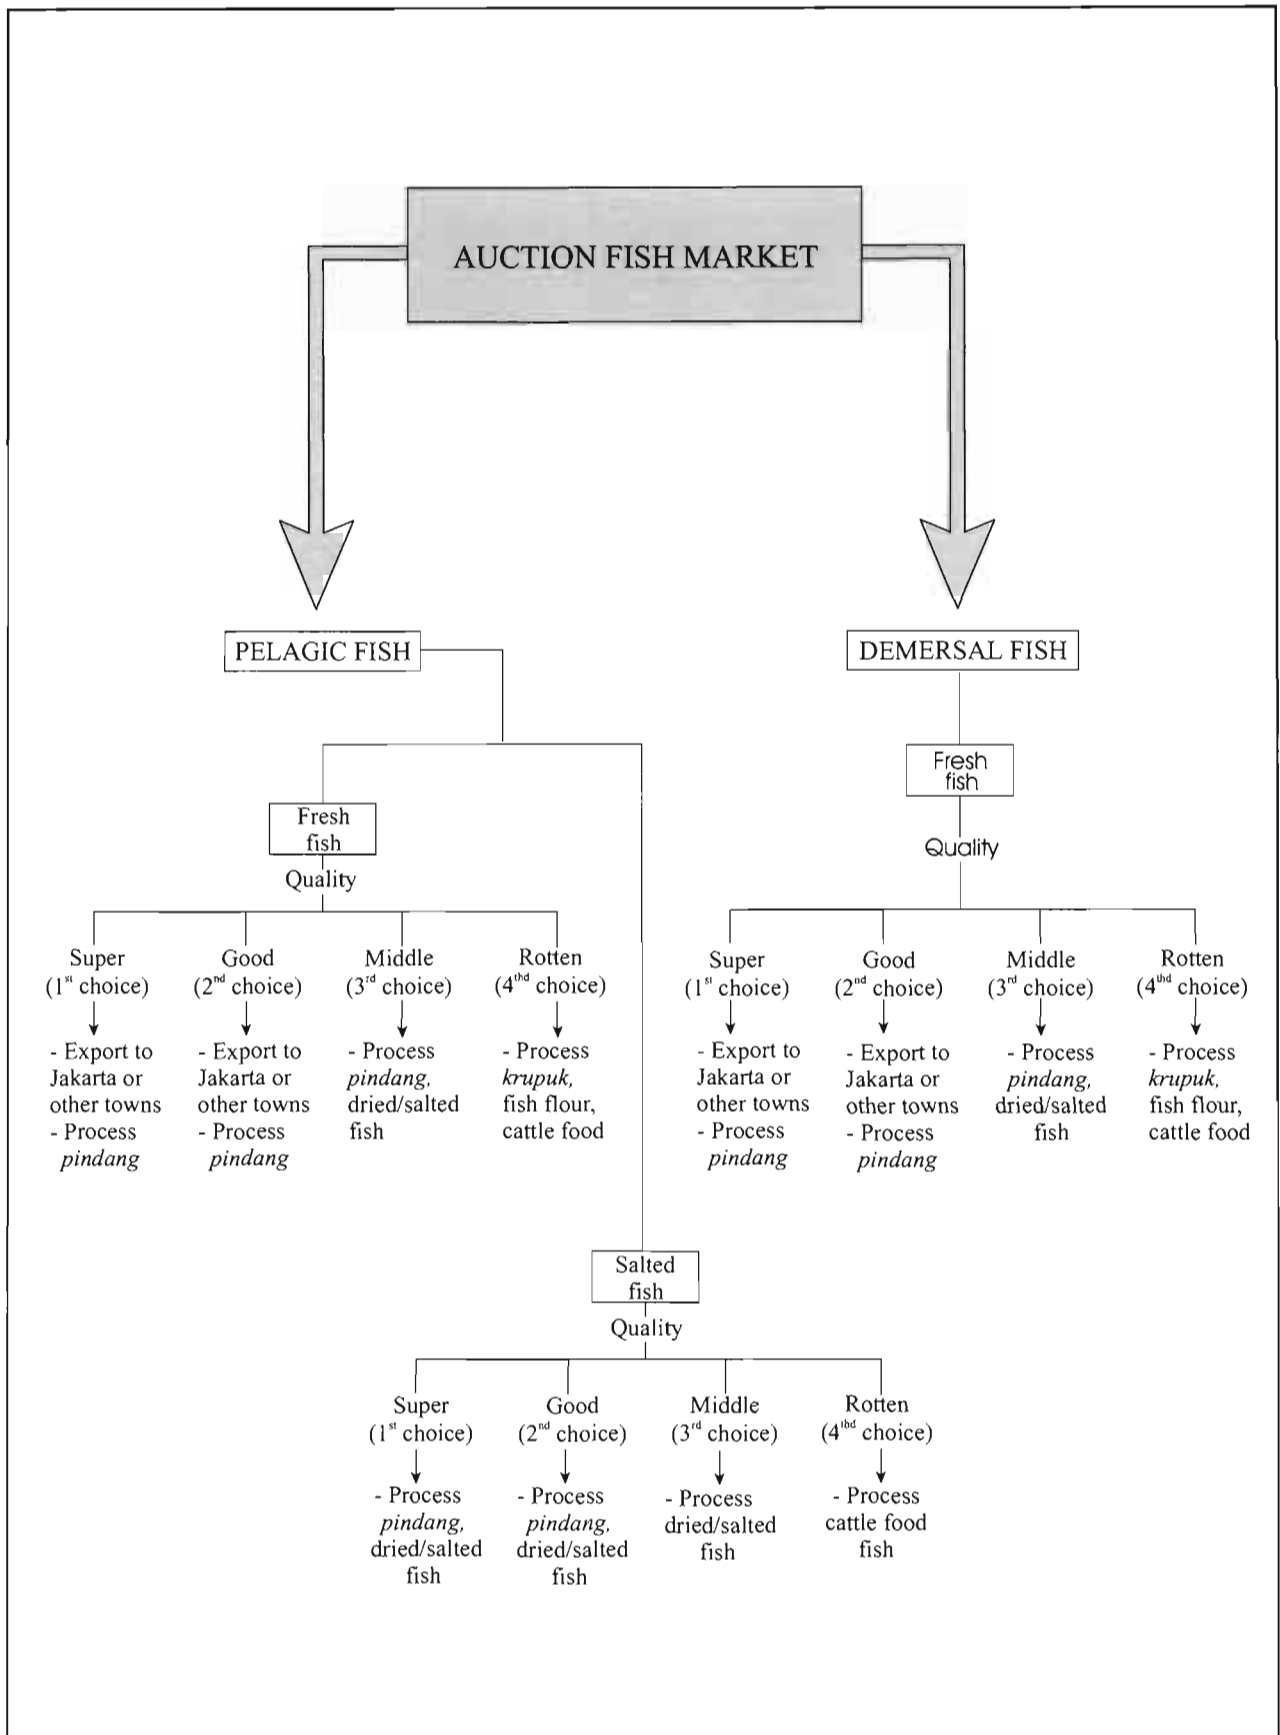 AUCTION FISH MARKET
PELAGIC FISH
DEMERSAL FISH
Fresh
fish
Quality
Super
(1st choice)
- Export to
Jakarta or
other towns
- Process
pindang
Good
(2nd choice)
- Export to
Jakarta or
other towns
- Process
pindang
Middle
(3rd choice)
- Process
pindang,
dried/salted
fish
Rotten
(4thd choice)
- Process
krupuk,
fish flour,
cattle food
Fresh
fish
Quality
Super
(1st choice)
- Export to
Jakarta or
other towns
- Process
pindang
Good
(2nd choice)
- Export to
Jakarta or
other towns
- Process
pindang
Middle
(3rd choice)
- Process
pindang,
dried/salted
fish
Rotten
(4thd choice)
- Process
krupuk,
fish flour,
cattle food
Salted
fish
Quality
Super
(1st choice)
- Process
pindang,
dried/salted
fish
Good
(2nd choice)
- Process
pindang,
dried/salted
fish
Middle
(3rd choice)
- Process
dried/salted
fish
Rotten
(4thd choice)
- Process
cattle food
fish